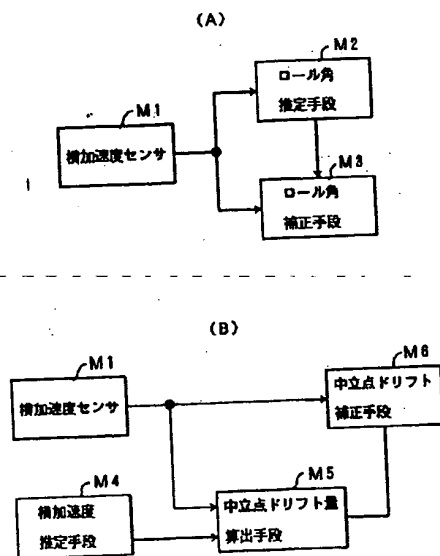 (A)
M2
ロール角
推定手段
M1
横加速度センサ
M3
ロール角
補正手段
(B)
M1
横加速度センサ
M6
中立点ドリフト
補正手段
M4
横加速度
推定手段
M5
中立点ドリフト量
算出手段